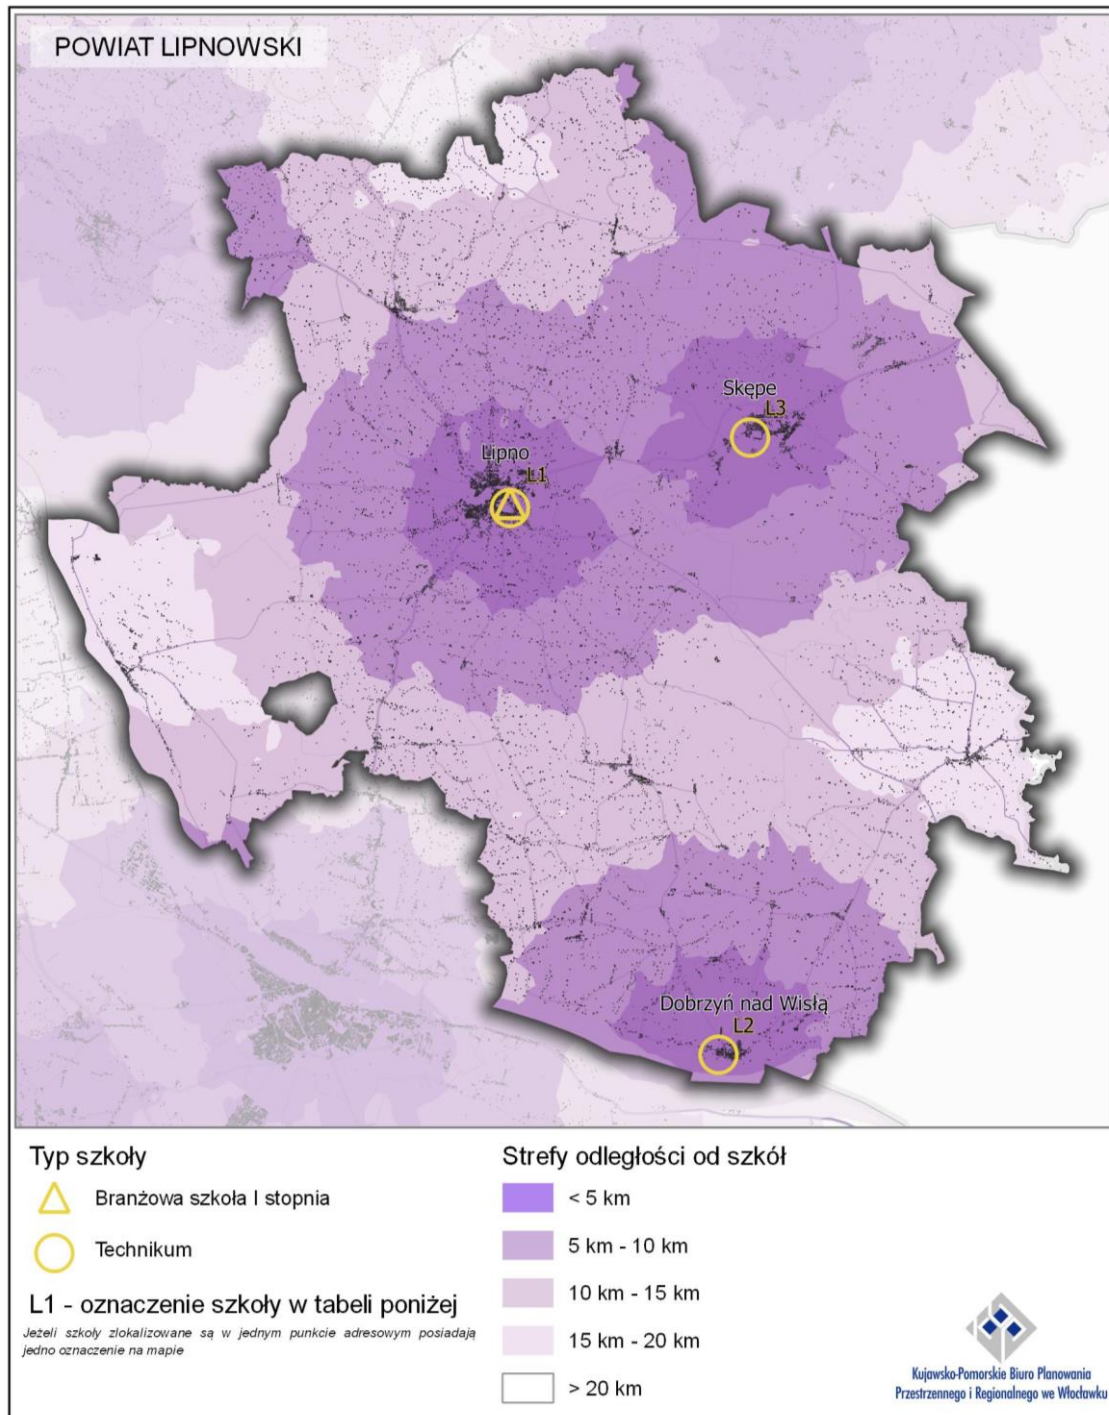 POWIAT LIPNOWSKI
Skępe
L3
Lipno
L1
Dobrzyń nad Wisłą
L2
Typ szkoły
Branżowa szkoła I stopnia
Technikum
L1 - oznaczenie szkoły w tabeli poniżej
Jeżeli szkoły zlokalizowane są w jednym punkcie adresowym posiadają
jedno oznaczenie na mapie
Strefy odległości od szkół
< 5 km
5 km - 10 km
10 km - 15 km
15 km - 20 km
> 20 km
Kujawsko-Pomorskie Biuro Planowania
Przestrzennego i Regionalnego we Włocławku